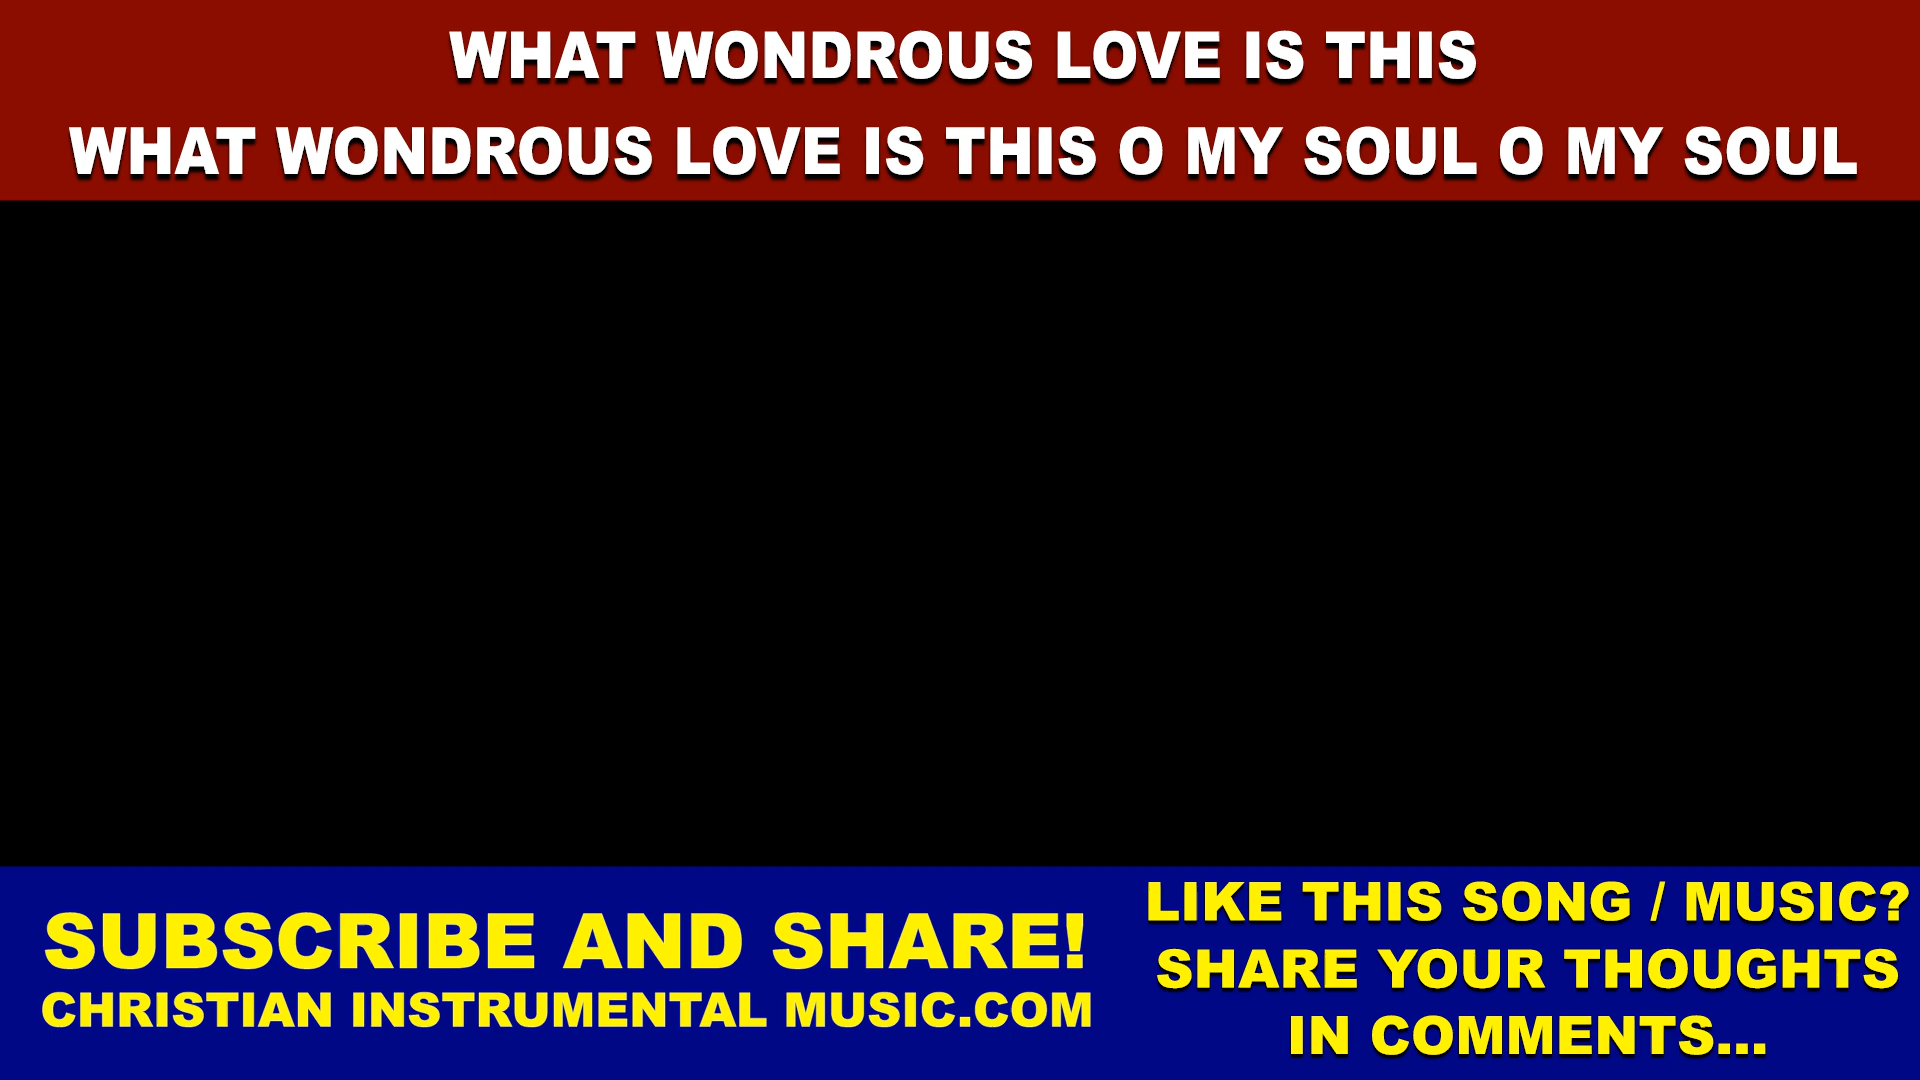 WHAT WONDROUS LOVE IS THIS
WHAT WONDROUS LOVE IS THIS O MY SOUL O MY SOUL
SUBSCRIBE AND SHARE!
CHRISTIAN INSTRUMENTAL MUSIC.COM
LIKE THIS SONG / MUSIC?
SHARE YOUR THOUGHTS
IN COMMENTS...